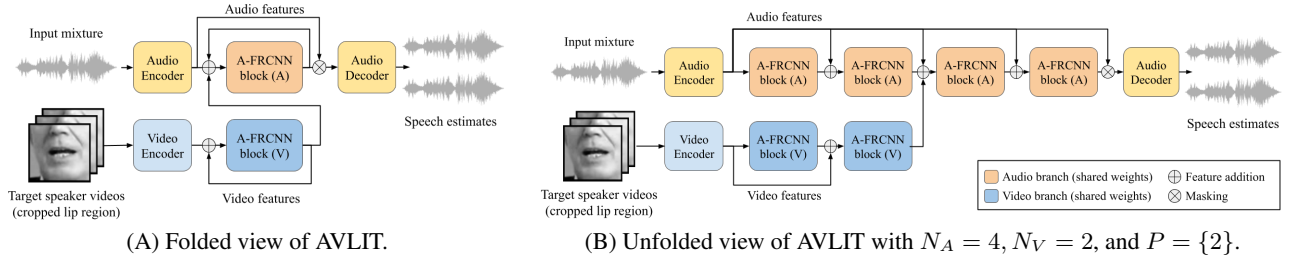 Audio features
Input mixture
Audio
Encoder
A-FRCNN
block (A)
Audio
Decoder
Video
Encoder
A-FRCNN
block (V)
Speech estimates
Target speaker videos
(cropped lip region)
Video features
(A) Folded view of AVLIT.
Audio features
Input mixture
Audio
Encoder
A-FRCNN
block (A)
A-FRCNN
block (A)
A-FRCNN
block (A)
A-FRCNN
block (A)
Audio
Decoder
Speech estimates
Video
Encoder
A-FRCNN
block (V)
A-FRCNN
block (V)
Video features
Target speaker videos
(cropped lip region)
Audio branch (shared weights)
Feature addition
Video branch (shared weights)
Masking
(B) Unfolded view of AVLIT with N_A = 4, N_V = 2, and P = {2}.